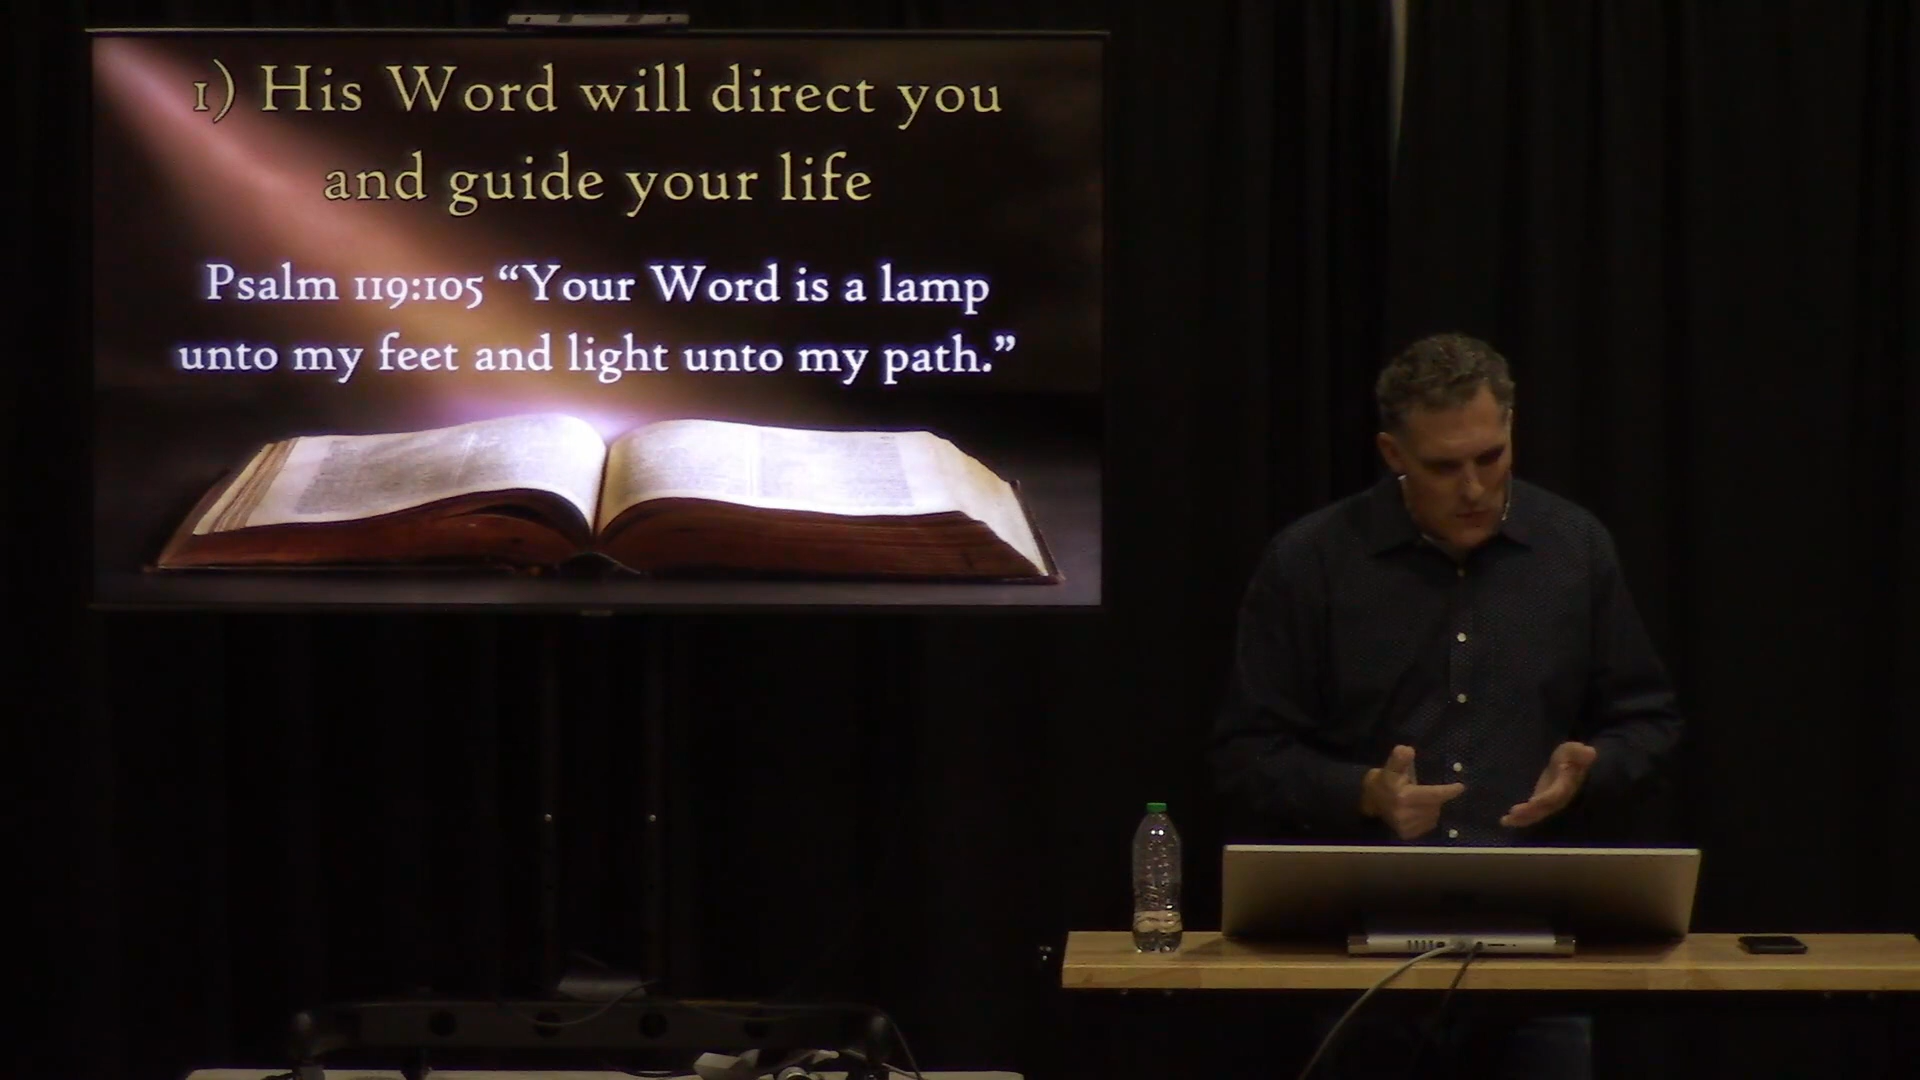 1) His Word will direct you
and guide your life
Psalm 119:105 “Your Word is a lamp
unto my feet and light unto my path.”